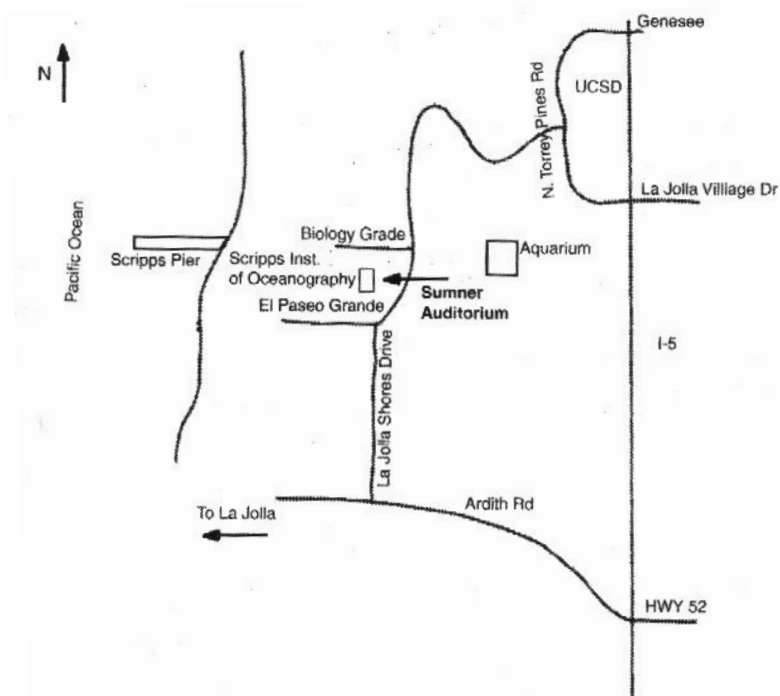 Genesee
N
UCSD
N. Torrey Pines Rd
La Jolla Villiage Dr
Pacific Ocean
Biology Grade
Aquarium
Scripps Pier
Scripps Inst.
of Oceanography
Sumner
Auditorium
El Paseo Grande
I-5
La Jolla Shores Drive
Ardith Rd
To La Jolla
HWY 52